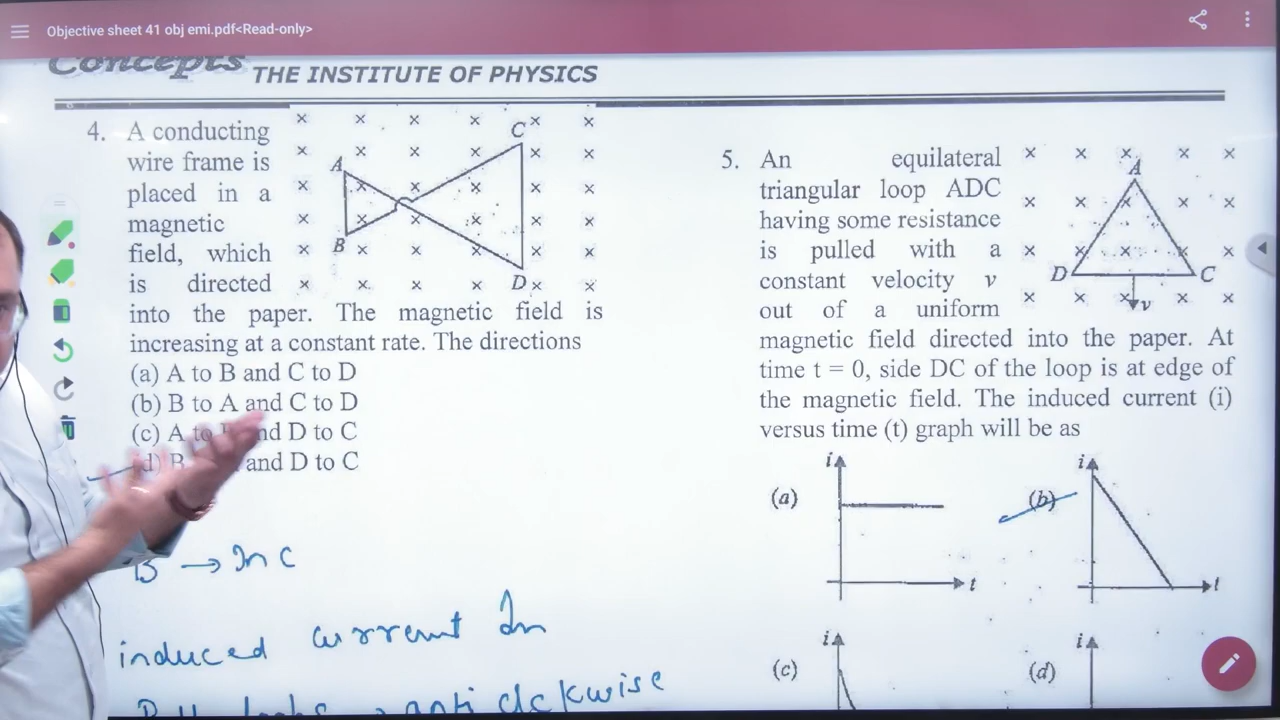 Objective sheet 41 obj emi.pdf<Read-only>
Concepts THE INSTITUTE OF PHYSICS
4. A conducting
wire frame is
placed in a
magnetic
field, which
is directed
into the paper. The magnetic field is
increasing at a constant rate. The directions
(a) A to B and C to D
(b) B to A and C to D
(c) A to and D to C
and D to C
A
B
C
D
B → Inc
induced current In
anti clckwise
5. An equilateral
triangular loop ADC
having some resistance
is pulled with a
constant velocity v
out of a uniform
magnetic field directed into the paper. At
time t = 0, side DC of the loop is at edge of
the magnetic field. The induced current (i)
versus time (t) graph will be as
A
D
C
v
(a)
i
t
(b)
i
t
(c)
i
(d)
i